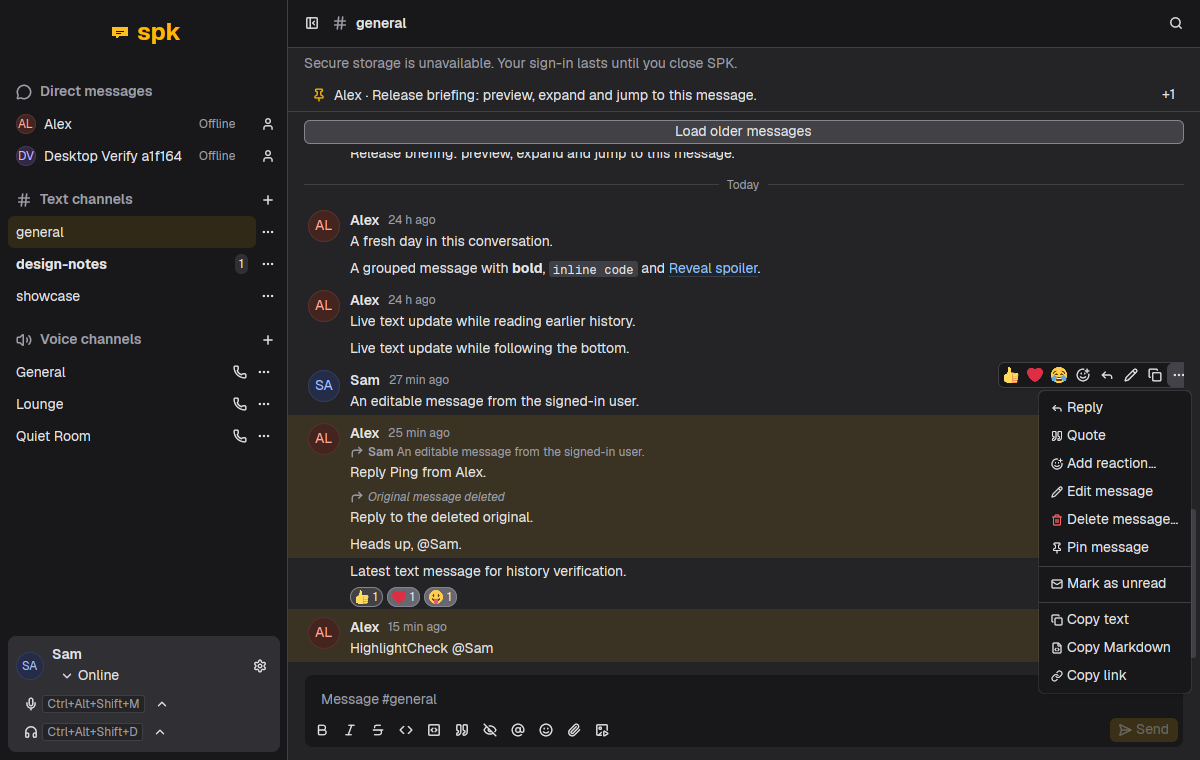 spk
Direct messages
AL Alex Offline
DV Desktop Verify a1f164 Offline
Text channels
general
design-notes 1
showcase
Voice channels
General
Lounge
Quiet Room
SA Sam
Online
Ctrl+Alt+Shift+M
Ctrl+Alt+Shift+D
# general
Secure storage is unavailable. Your sign-in lasts until you close SPK.
Alex · Release briefing: preview, expand and jump to this message. +1
Load older messages
Release briefing: preview, expand and jump to this message.
Today
AL Alex 24 h ago
A fresh day in this conversation.
A grouped message with bold, inline code and Reveal spoiler.
AL Alex 24 h ago
Live text update while reading earlier history.
Live text update while following the bottom.
SA Sam 27 min ago
An editable message from the signed-in user.
AL Alex 25 min ago
Sam An editable message from the signed-in user.
Reply Ping from Alex.
Original message deleted
Reply to the deleted original.
Heads up, @Sam.
Latest text message for history verification.
👍 1 ❤️ 1 😛 1
AL Alex 15 min ago
HighlightCheck @Sam
Reply
Quote
Add reaction…
Edit message
Delete message…
Pin message
Mark as unread
Copy text
Copy Markdown
Copy link
Message #general
Send